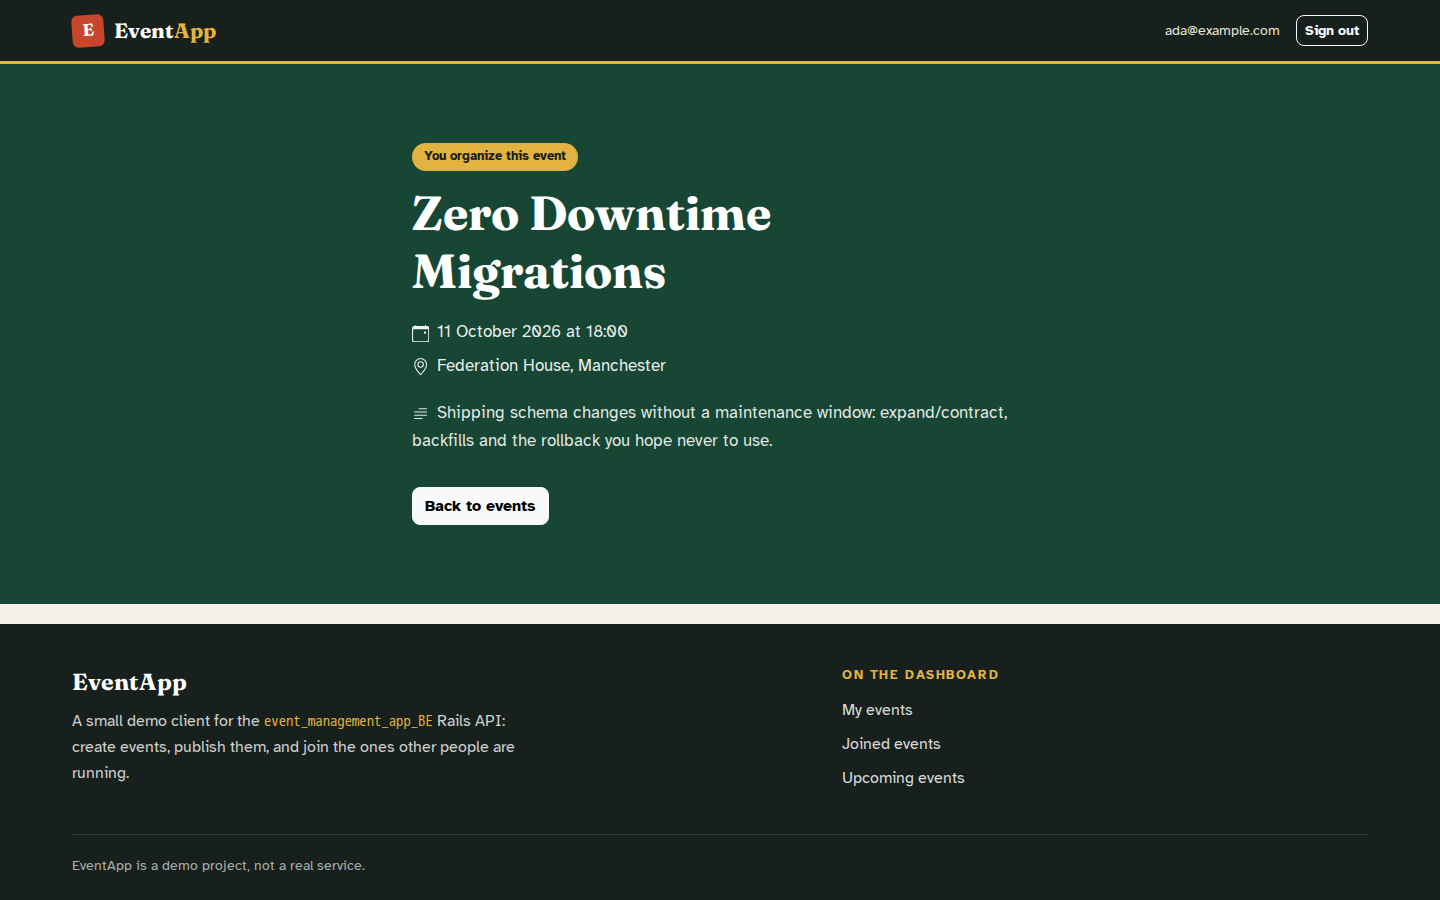 E EventApp
ada@example.com
Sign out
You organize this event
Zero Downtime
Migrations
11 October 2026 at 18:00
Federation House, Manchester
Shipping schema changes without a maintenance window: expand/contract,
backfills and the rollback you hope never to use.
Back to events
EventApp
A small demo client for the event_management_app_BE Rails API:
create events, publish them, and join the ones other people are
running.
ON THE DASHBOARD
My events
Joined events
Upcoming events
EventApp is a demo project, not a real service.